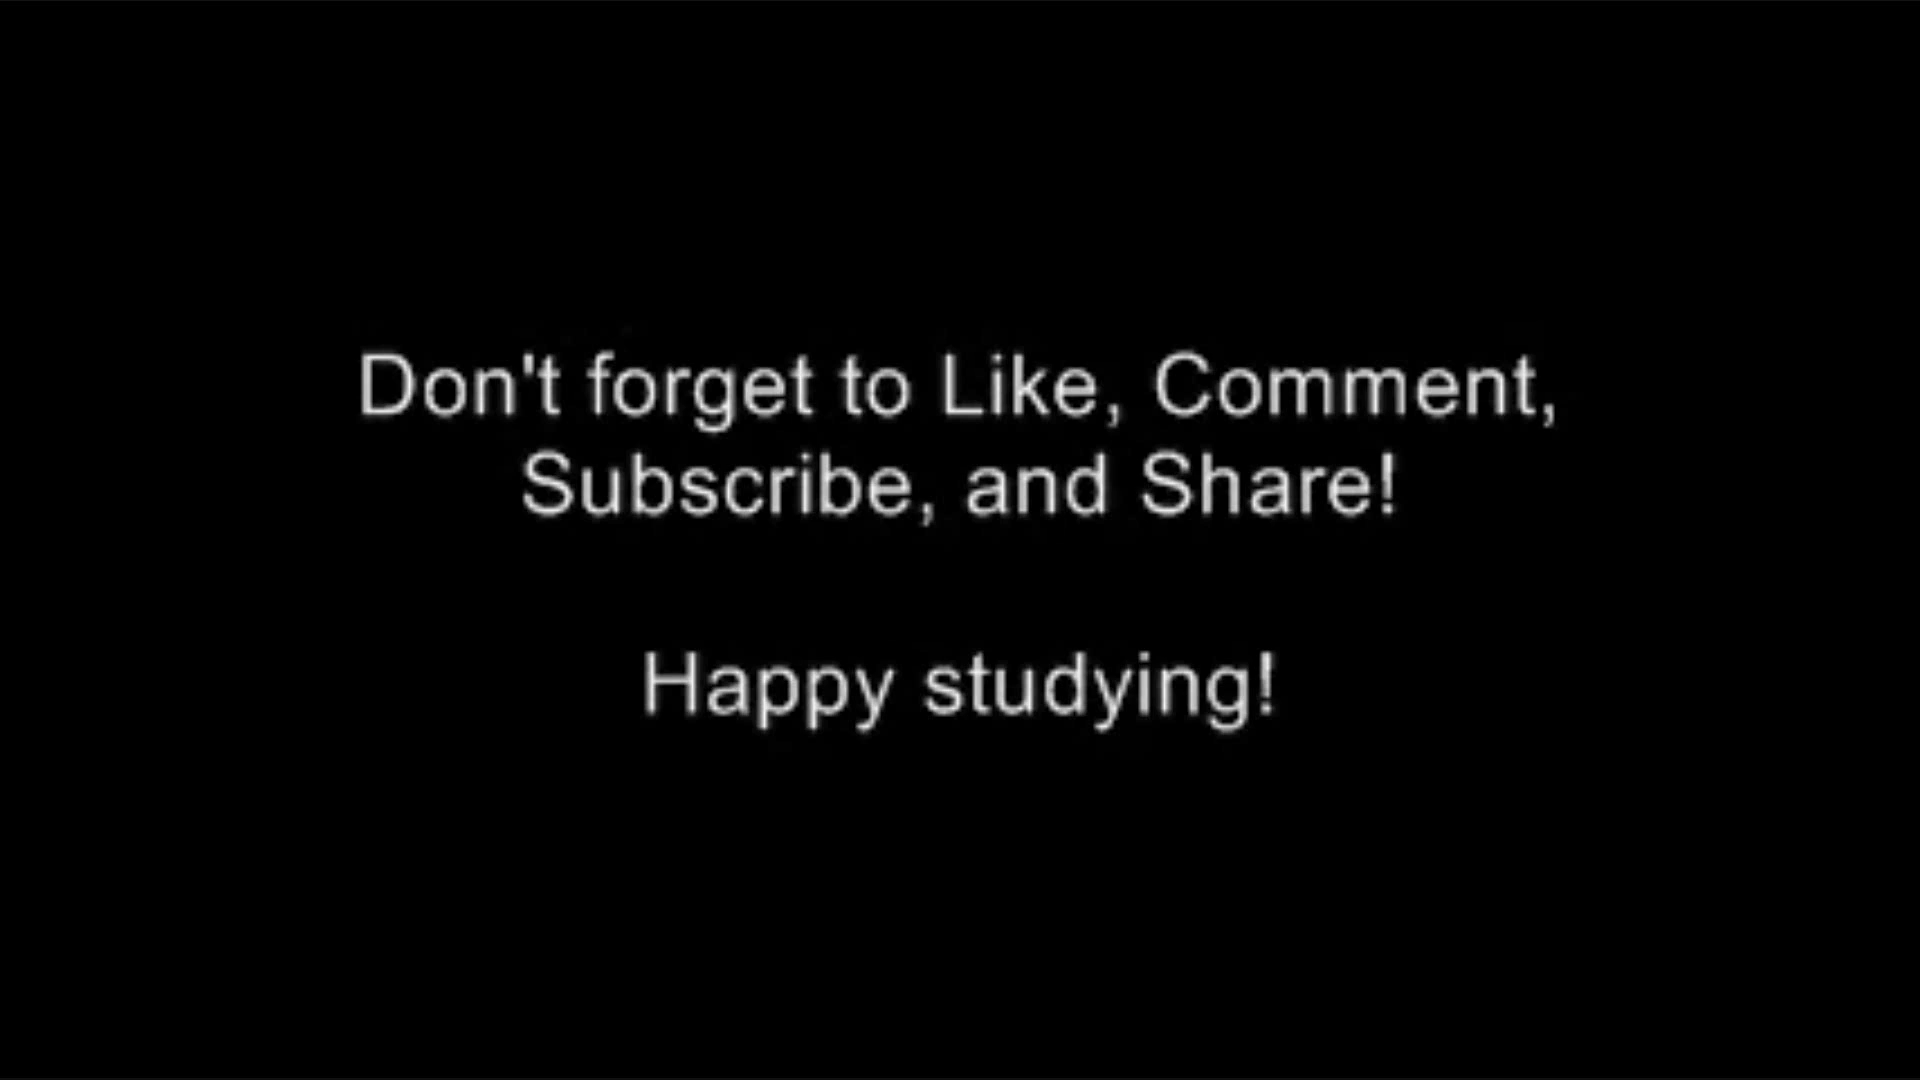 Don't forget to Like, Comment,
Subscribe, and Share!
Happy studying!